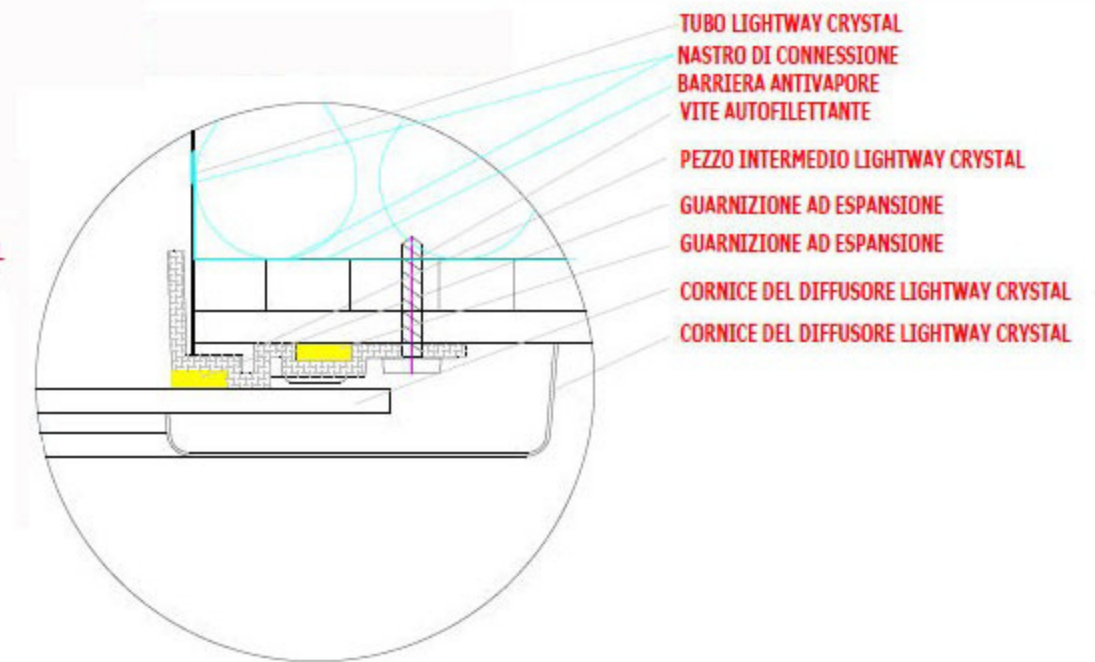 TUBO LIGHTWAY CRYSTAL
NASTRO DI CONNESSIONE
BARRIERA ANTIVAPORE
VITE AUTOFILETTANTE
PEZZO INTERMEDIO LIGHTWAY CRYSTAL
GUARNIZIONE AD ESPANSIONE
GUARNIZIONE AD ESPANSIONE
CORNICE DEL DIFFUSORE LIGHTWAY CRYSTAL
CORNICE DEL DIFFUSORE LIGHTWAY CRYSTAL